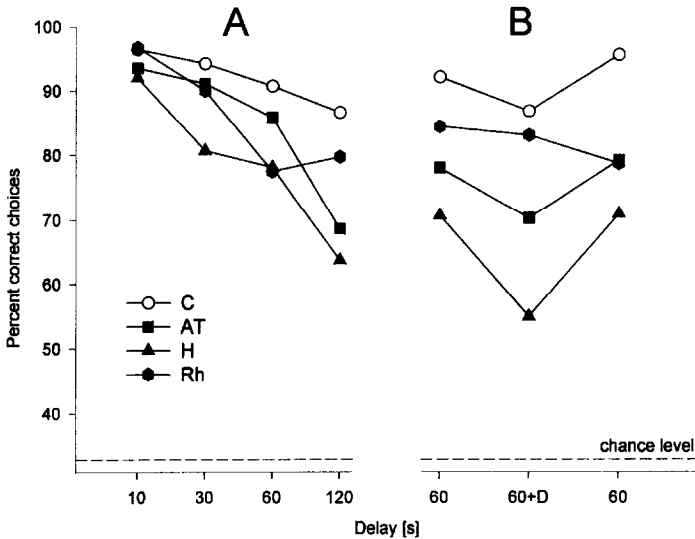 A B
100
90
80
70
60
50
40
Percent correct choices
C
AT
H
Rh
chance level
10 30 60 120 60 60+D 60
Delay [s]